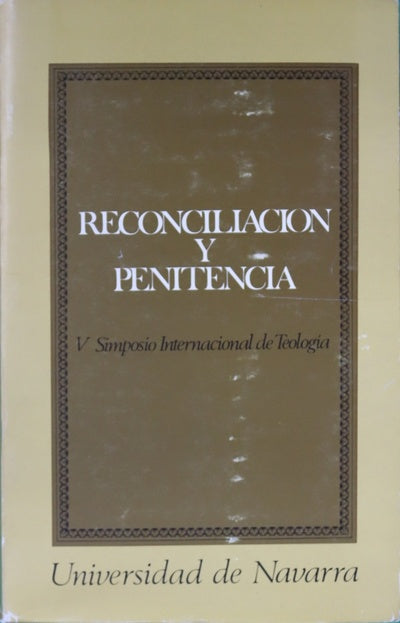 RECONCILIACION
Y
PENITENCIA
V Simposio Internacional de Teología
Universidad de Navarra